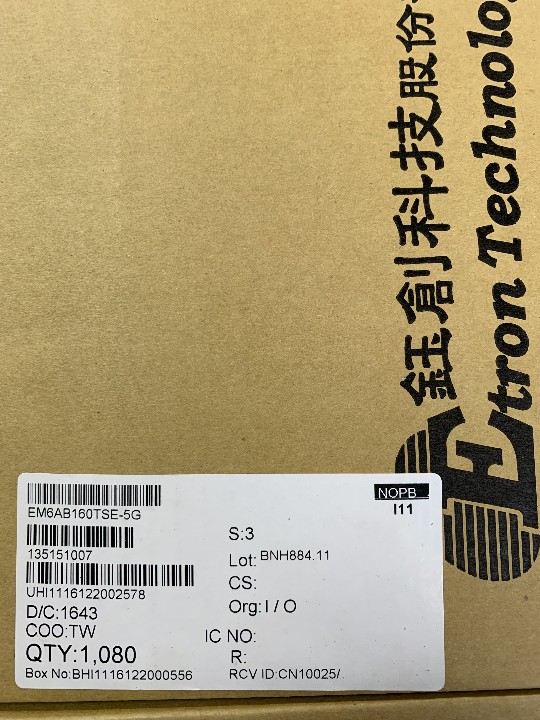 鈺創科技股份
Etron Technolo
EM6AB160TSE-5G
135151007
UHI1116122002578
D/C:1643
COO:TW
QTY:1,080
Box No:BHI1116122000556
NOPB
I11
S:3
Lot: BNH884.11
CS:
Org:I / O
IC NO:
R:
RCV ID:CN10025/.